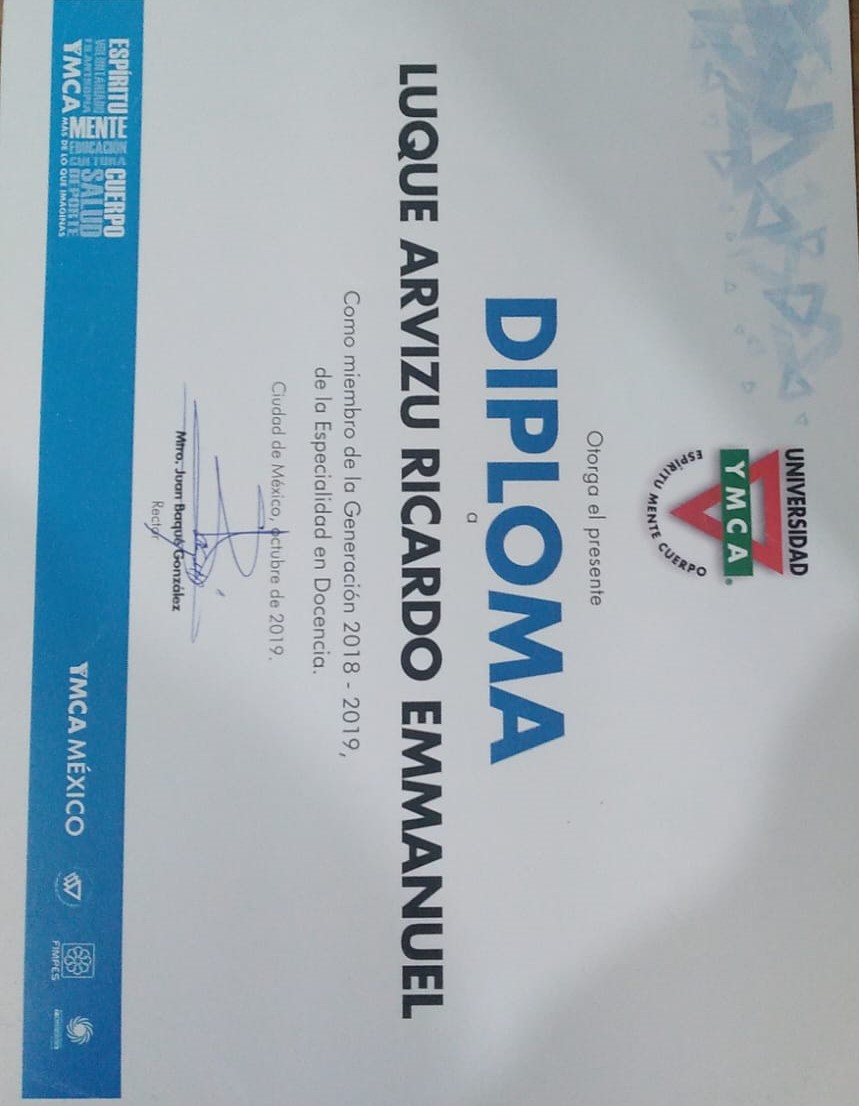 UNIVERSIDAD
YMCA
ESPÍRITU MENTE CUERPO
Otorga el presente
DIPLOMA
a
LUQUE ARVIZU RICARDO EMMANUEL
Como miembro de la Generación 2018 - 2019,
de la Especialidad en Docencia.
Ciudad de México, octubre de 2019.
Mtro. Juan Baqué González
Rector
ESPÍRITU
VOLUNTARIADO
FILANTROPIA
YMCA
MENTE
EDUCACIÓN
CULTURA
MÁS DE LO QUE IMAGINAS
CUERPO
SALUD
DEPORTE
YMCA MÉXICO
FIMPES